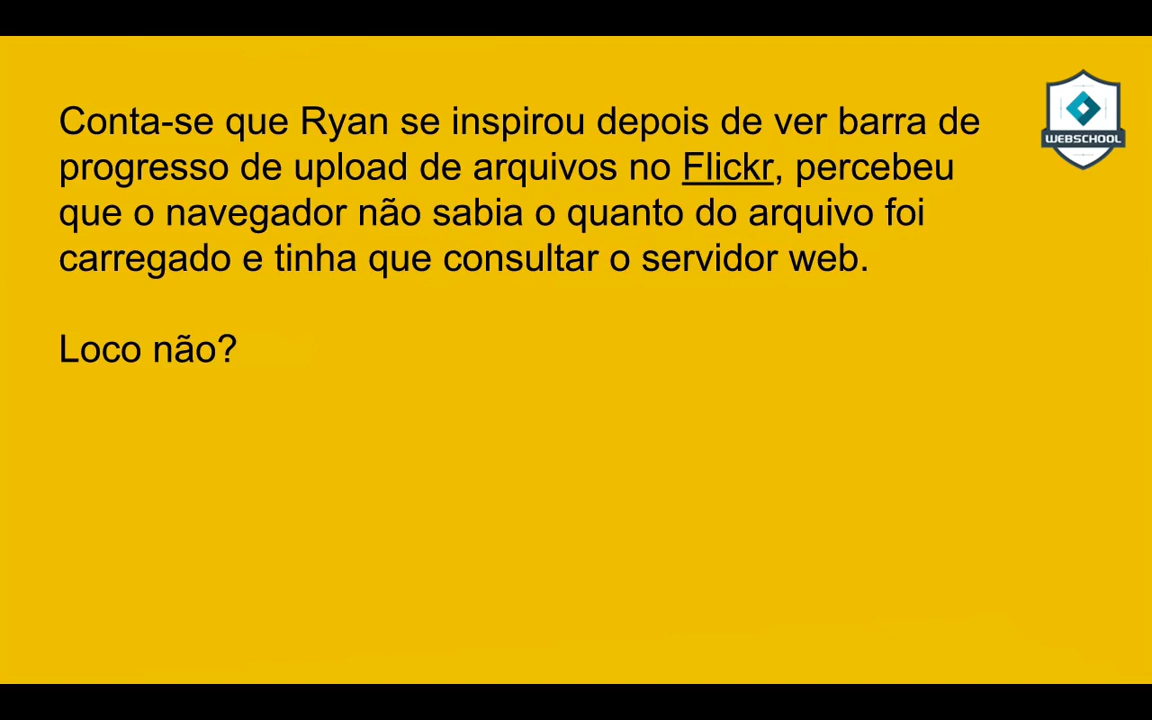 Conta-se que Ryan se inspirou depois de ver barra de
progresso de upload de arquivos no Flickr, percebeu
que o navegador não sabia o quanto do arquivo foi
carregado e tinha que consultar o servidor web.
Loco não?
WEBSCHOOL